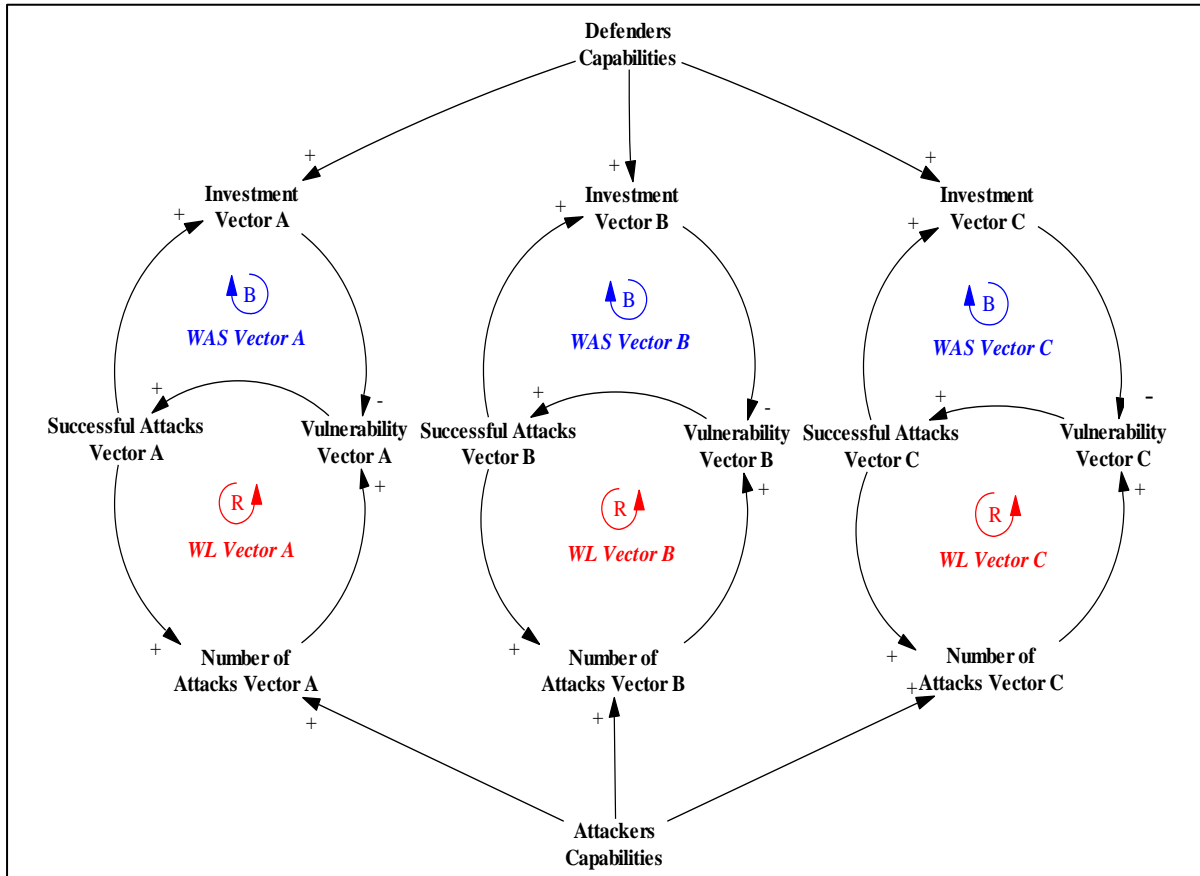 Defenders
Capabilities
+ + +
Investment
Vector A
Investment
Vector B
Investment
Vector C
+ + +
B B B
WAS Vector A
WAS Vector B
WAS Vector C
+ - + - + -
Successful Attacks
Vector A
Vulnerability
Vector A
Successful Attacks
Vector B
Vulnerability
Vector B
Successful Attacks
Vector C
Vulnerability
Vector C
+ + +
R R R
WL Vector A
WL Vector B
WL Vector C
+ + +
Number of
Attacks Vector A
Number of
Attacks Vector B
Number of
Attacks Vector C
+ + +
Attackers
Capabilities